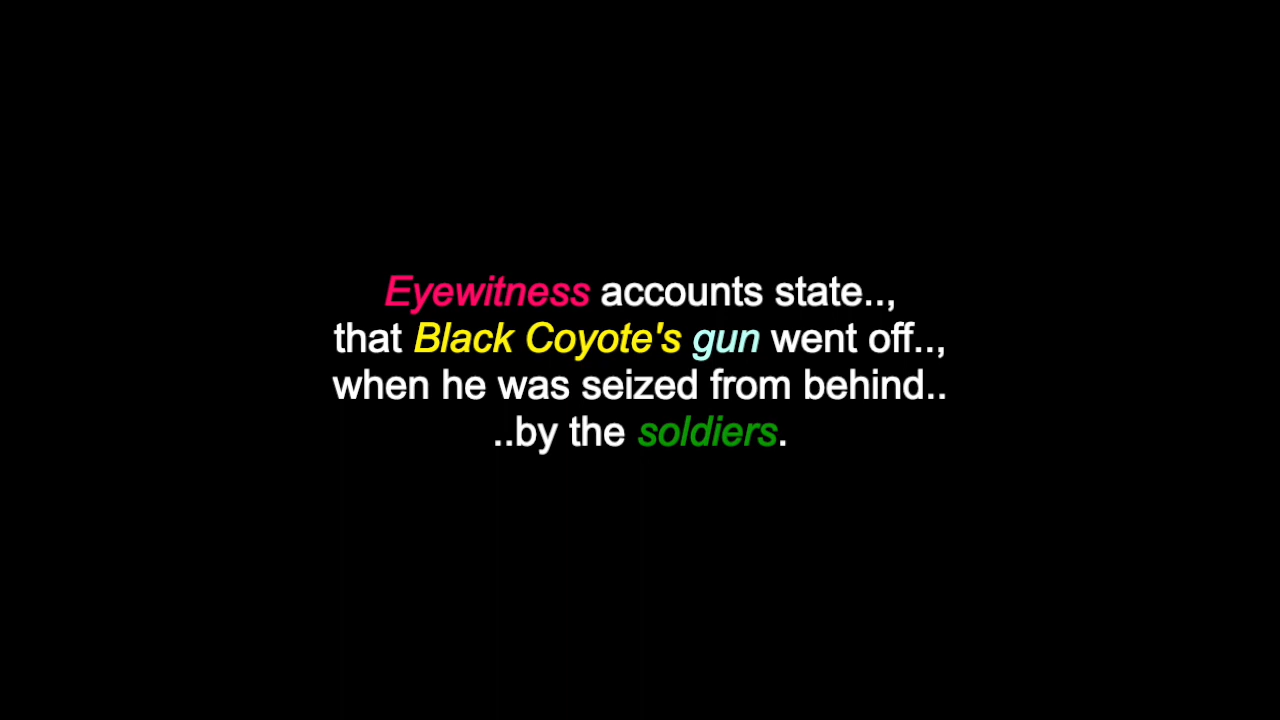 Eyewitness accounts state..,
that Black Coyote's gun went off..,
when he was seized from behind..
..by the soldiers.